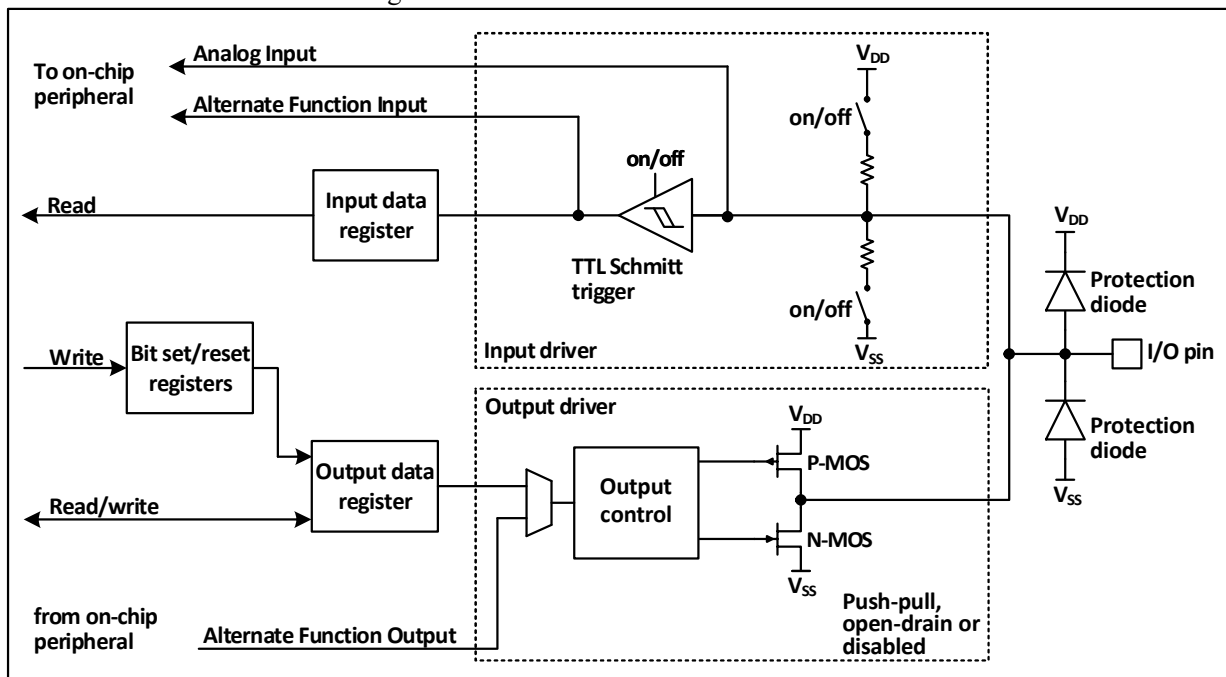 Analog Input
To on-chip
peripheral
Alternate Function Input
V_DD
on/off
on/off
Read
Input data
register
TTL Schmitt
trigger
on/off
V_SS
V_DD
Protection
diode
I/O pin
Protection
diode
V_SS
Input driver
Write
Bit set/reset
registers
Output driver
V_DD
P-MOS
Output data
register
Output
control
Read/write
N-MOS
V_SS
Push-pull,
open-drain or
disabled
from on-chip
peripheral
Alternate Function Output